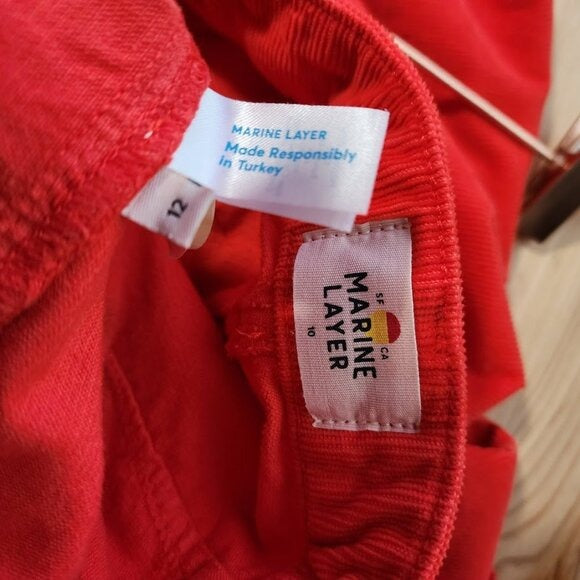 MARINE LAYER
Made Responsibly
in Turkey
12
SF CA
MARINE
LAYER
10